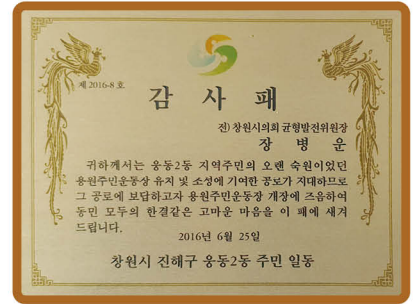 제 2016-8 호
감 사 패
전) 창원시의회 균형발전위원장
장 병 운
귀하께서는 웅동2동 지역주민의 오랜 숙원이었던
용원주민운동장 유치 및 조성에 기여한 공로가 지대하므로
그 공로에 보답하고자 용원주민운동장 개장에 즈음하여
동민 모두의 한결같은 고마운 마음을 이 패에 새겨
드립니다.
2016년 6월 25일
창원시 진해구 웅동2동 주민 일동